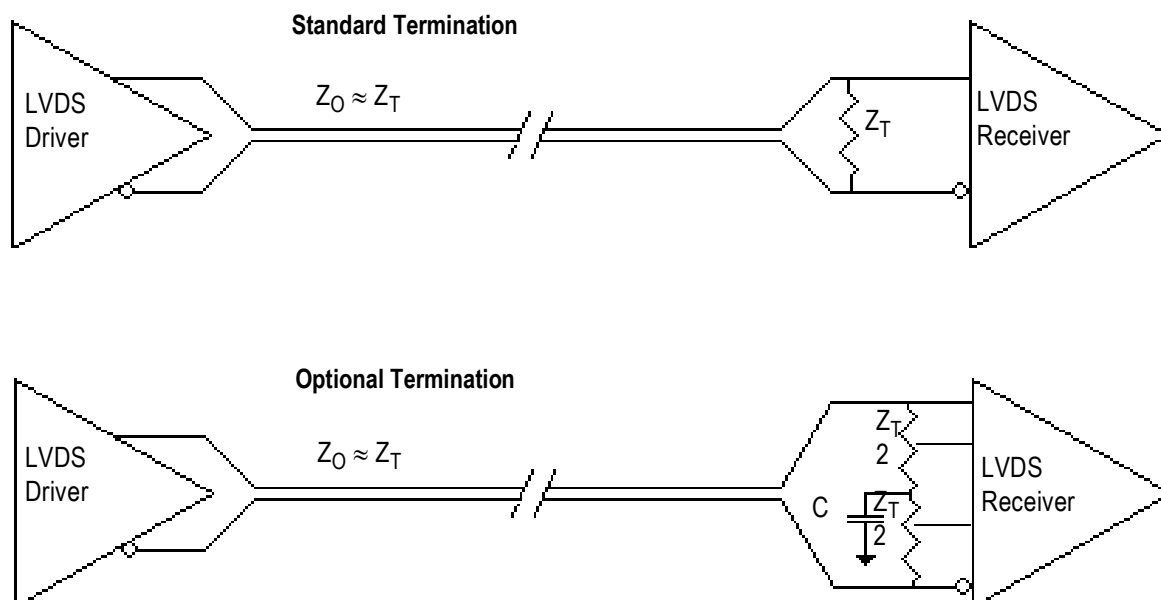 Standard Termination
LVDS
Driver
Z_O ≈ Z_T
Z_T
LVDS
Receiver
Optional Termination
LVDS
Driver
Z_O ≈ Z_T
Z_T
2
C
Z_T
2
LVDS
Receiver